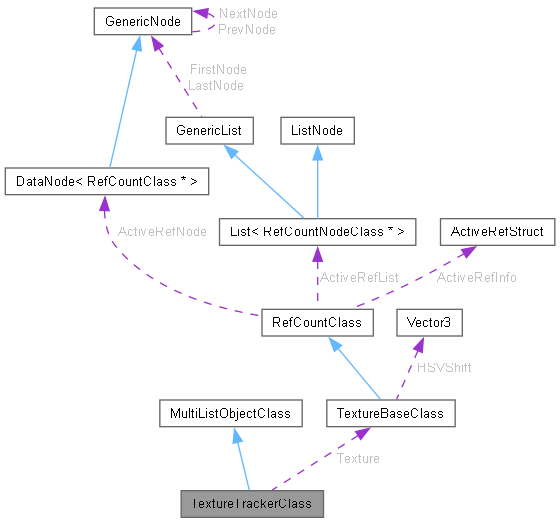 GenericNode
NextNode
PrevNode
FirstNode
LastNode
GenericList
ListNode
DataNode< RefCountClass * >
ActiveRefNode
List< RefCountNodeClass * >
ActiveRefStruct
ActiveRefList
ActiveRefInfo
RefCountClass
Vector3
HSVShift
MultiListObjectClass
TextureBaseClass
Texture
TextureTrackerClass